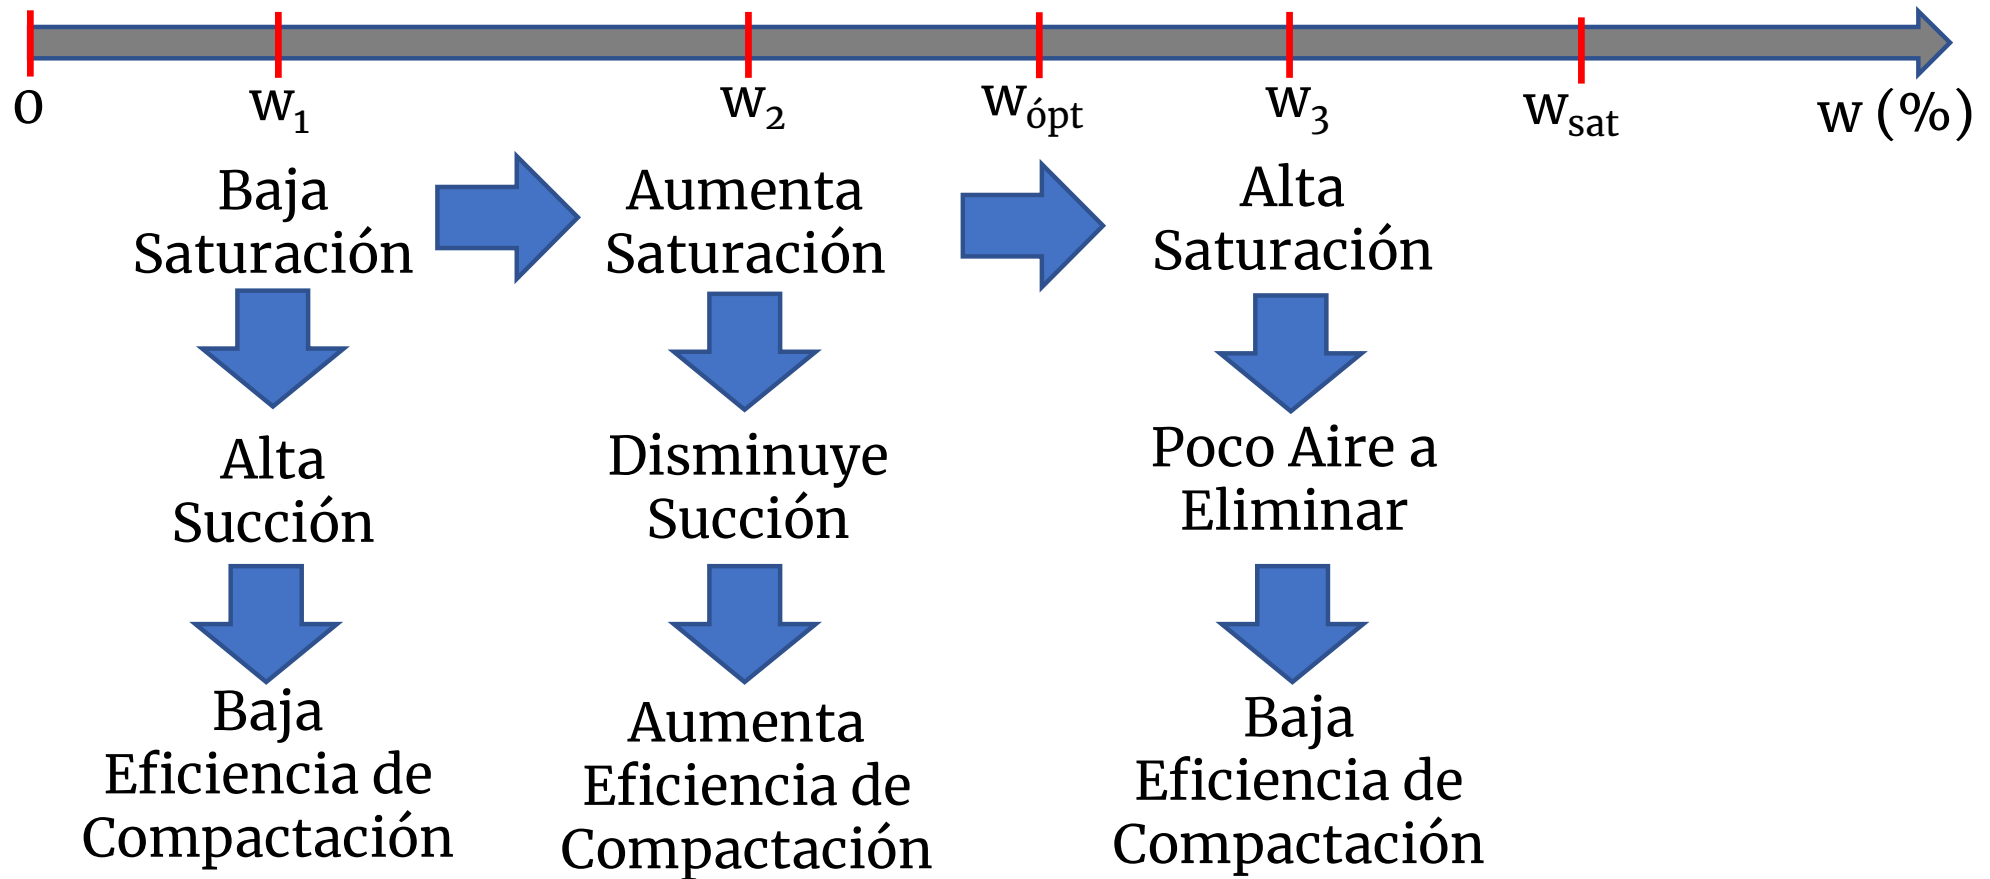 0 w₁ w₂ wópt w₃ wsat w (%)
Baja
Saturación
Aumenta
Saturación
Alta
Saturación
Alta
Succión
Disminuye
Succión
Poco Aire a
Eliminar
Baja
Eficiencia de
Compactación
Aumenta
Eficiencia de
Compactación
Baja
Eficiencia de
Compactación